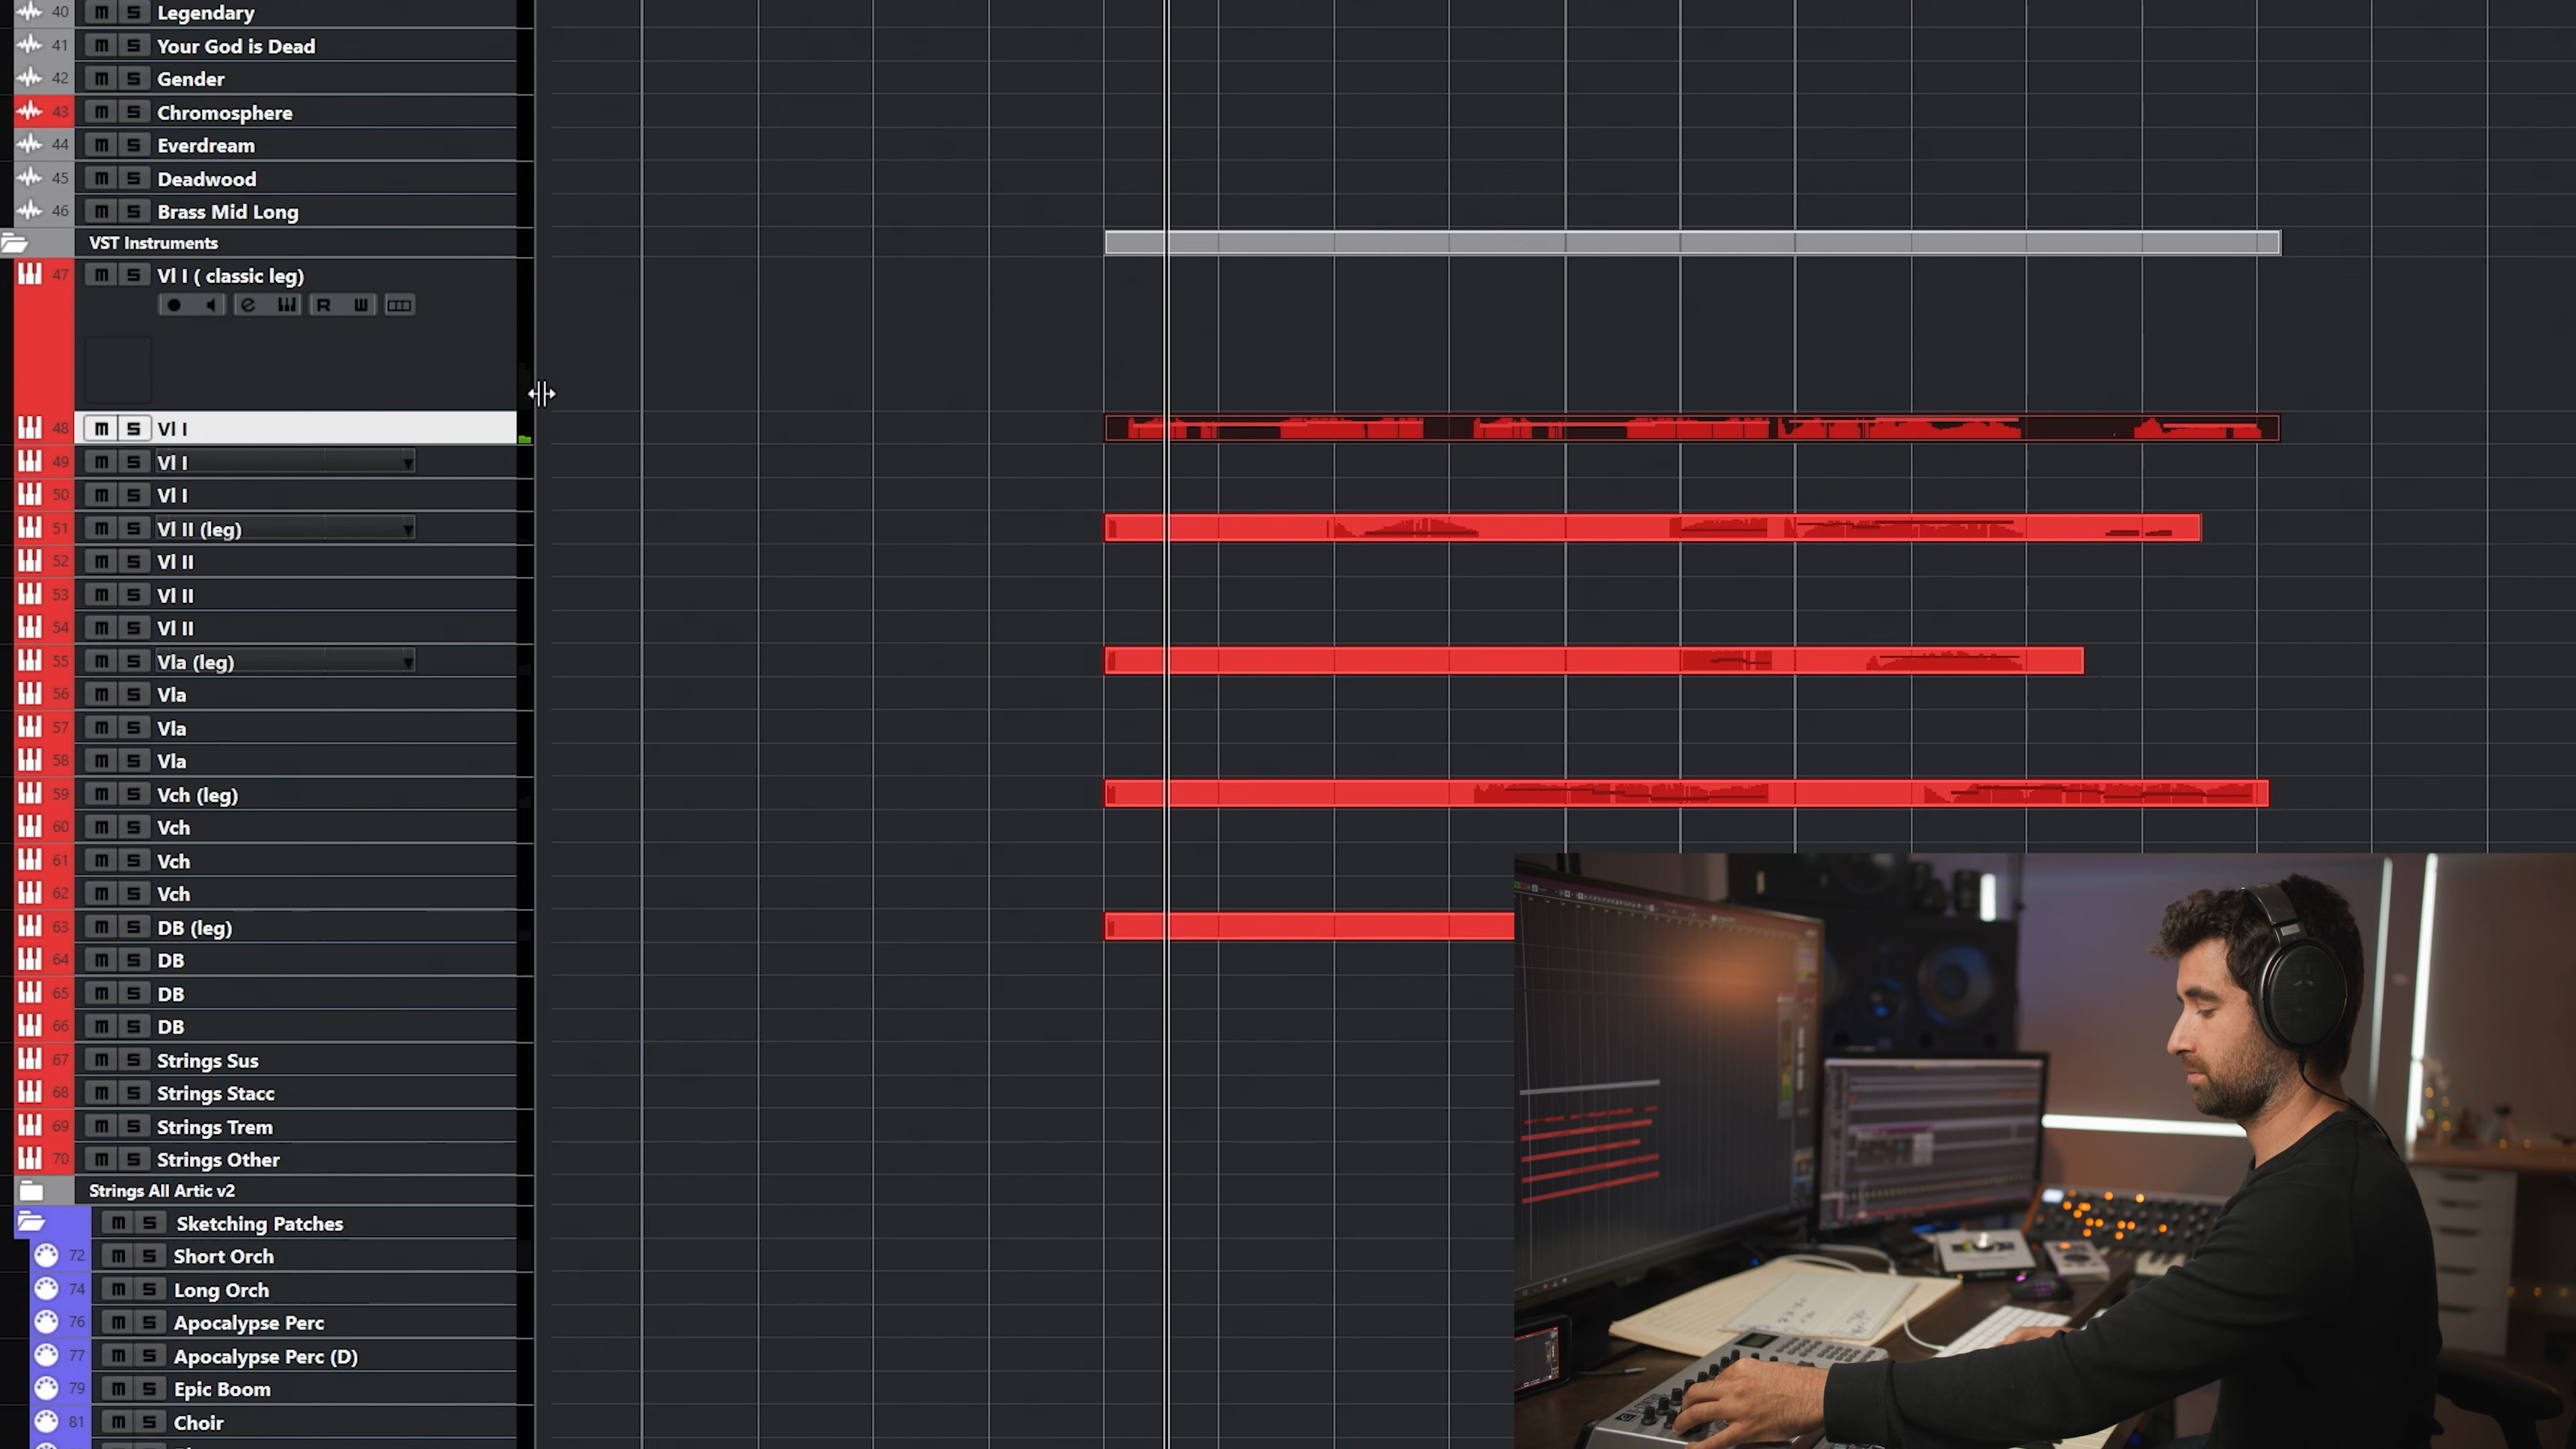 40 m S Legendary
41 m S Your God is Dead
42 m S Gender
43 m S Chromosphere
44 m S Everdream
45 m S Deadwood
46 m S Brass Mid Long
VST Instruments
47 m S Vl I ( classic leg)
e R W
48 m S Vl I
49 m S Vl I
50 m S Vl I
51 m S Vl II (leg)
52 m S Vl II
53 m S Vl II
54 m S Vl II
55 m S Vla (leg)
56 m S Vla
57 m S Vla
58 m S Vla
59 m S Vch (leg)
60 m S Vch
61 m S Vch
62 m S Vch
63 m S DB (leg)
64 m S DB
65 m S DB
66 m S DB
67 m S Strings Sus
68 m S Strings Stacc
69 m S Strings Trem
70 m S Strings Other
Strings All Artic v2
m S Sketching Patches
72 m S Short Orch
74 m S Long Orch
76 m S Apocalypse Perc
77 m S Apocalypse Perc (D)
79 m S Epic Boom
81 m S Choir